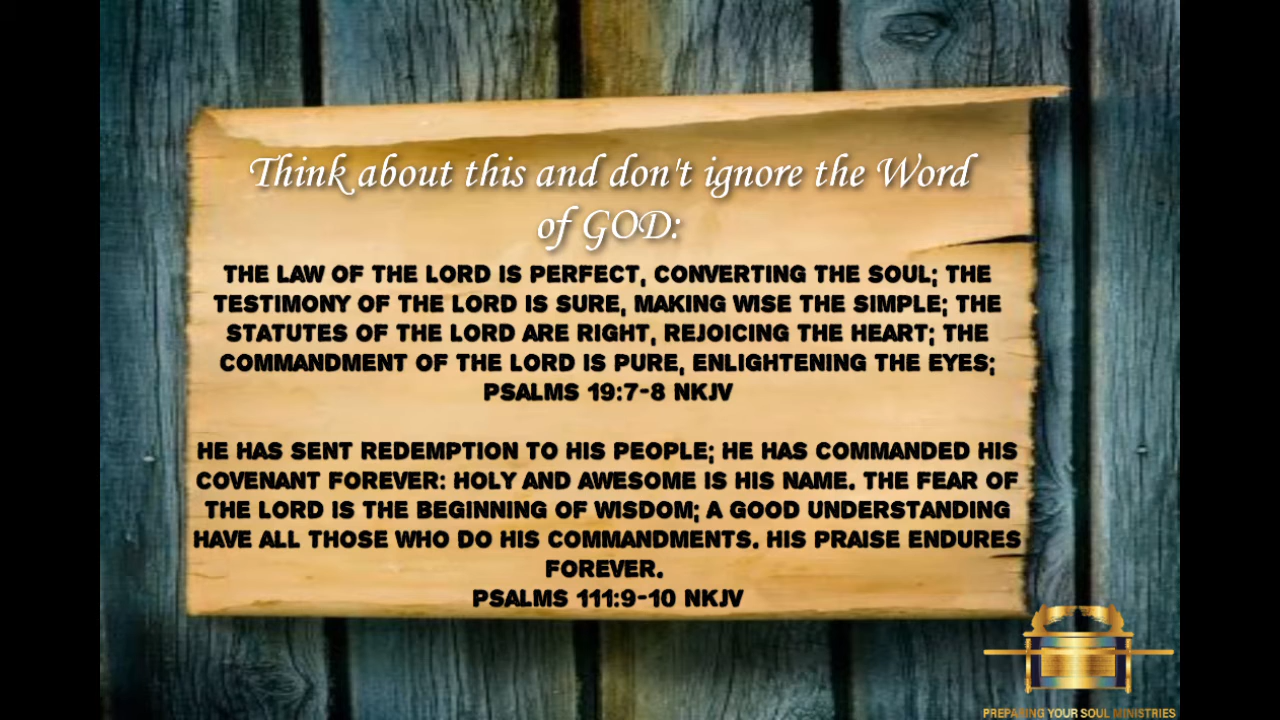 Think about this and don't ignore the Word
of GOD:
THE LAW OF THE LORD IS PERFECT, CONVERTING THE SOUL; THE
TESTIMONY OF THE LORD IS SURE, MAKING WISE THE SIMPLE; THE
STATUTES OF THE LORD ARE RIGHT, REJOICING THE HEART; THE
COMMANDMENT OF THE LORD IS PURE, ENLIGHTENING THE EYES;
PSALMS 19:7-8 NKJV
HE HAS SENT REDEMPTION TO HIS PEOPLE; HE HAS COMMANDED HIS
COVENANT FOREVER: HOLY AND AWESOME IS HIS NAME. THE FEAR OF
THE LORD IS THE BEGINNING OF WISDOM; A GOOD UNDERSTANDING
HAVE ALL THOSE WHO DO HIS COMMANDMENTS. HIS PRAISE ENDURES
FOREVER.
PSALMS 111:9-10 NKJV
PREPARING YOUR SOUL MINISTRIES